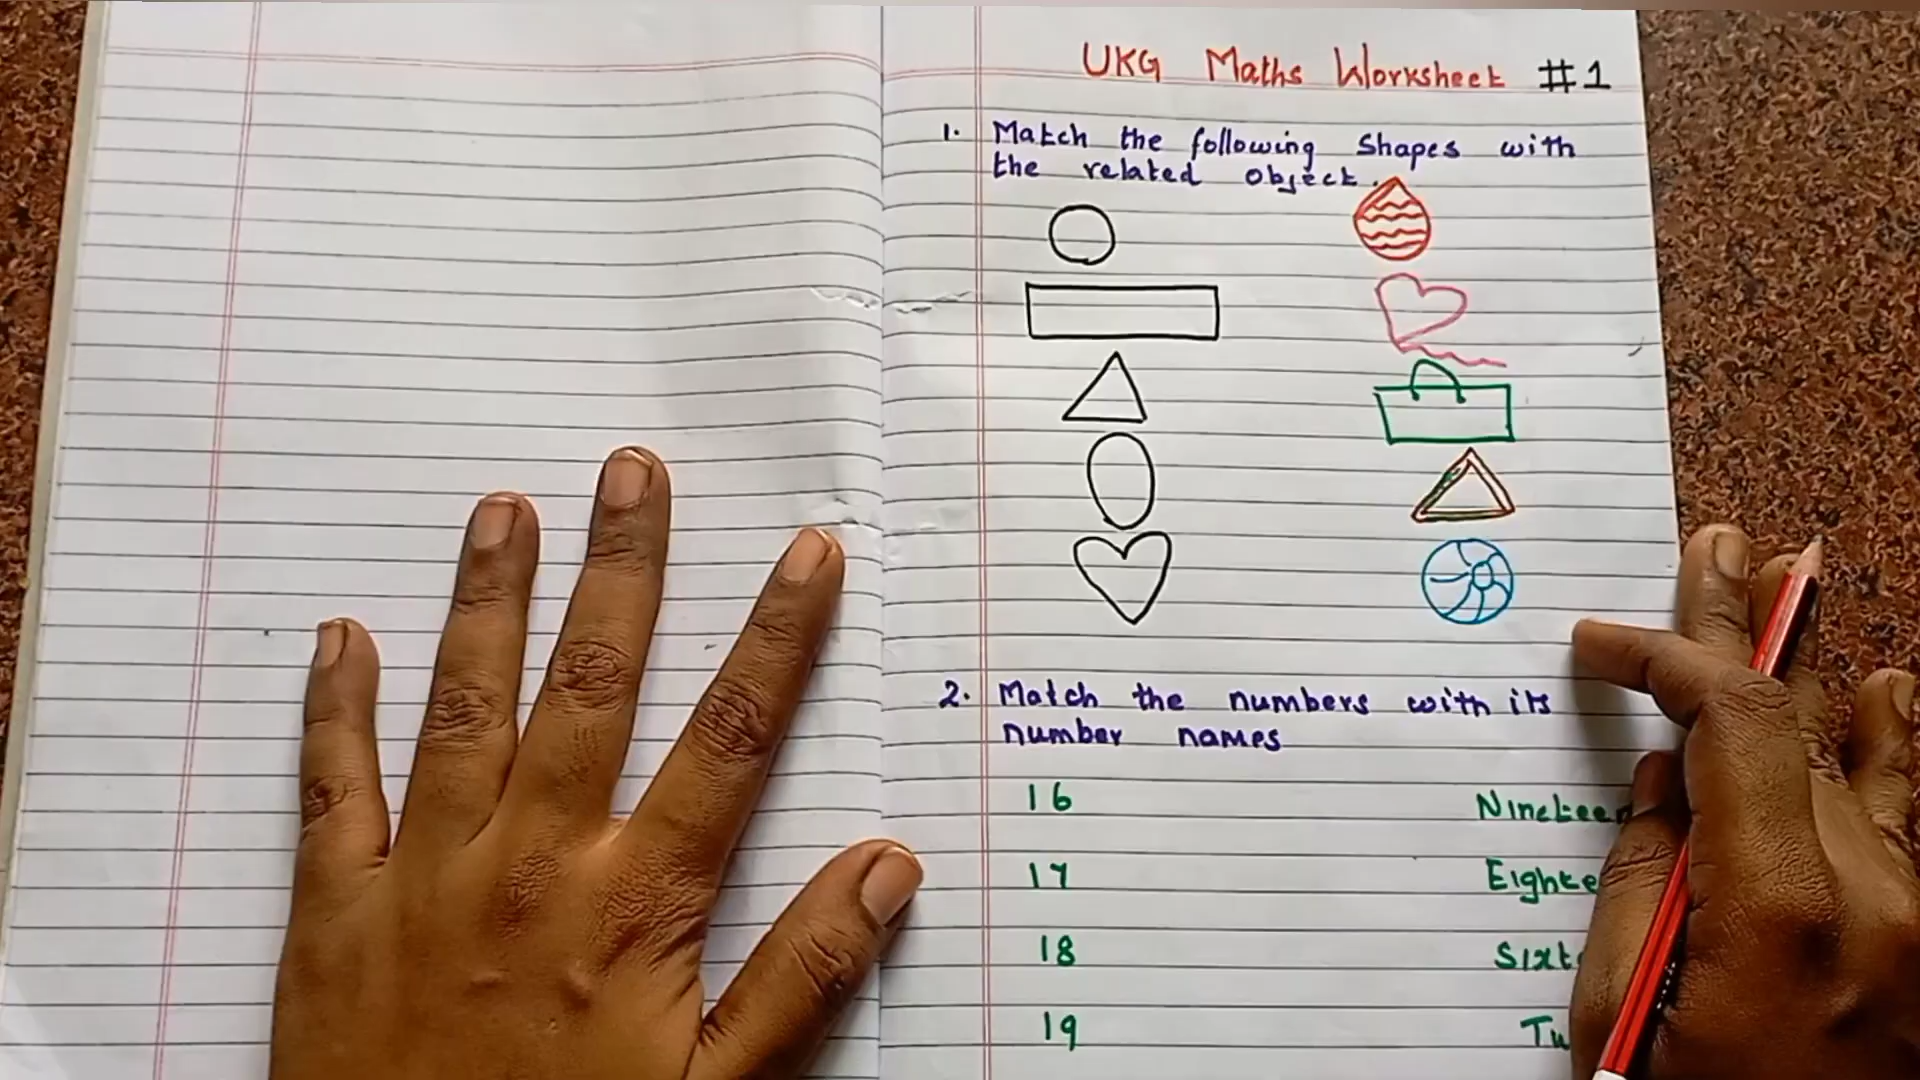 UKG Maths Worksheet #1
1. Match the following Shapes with
the related object.
2. Match the numbers with its
number names
16
17
18
19